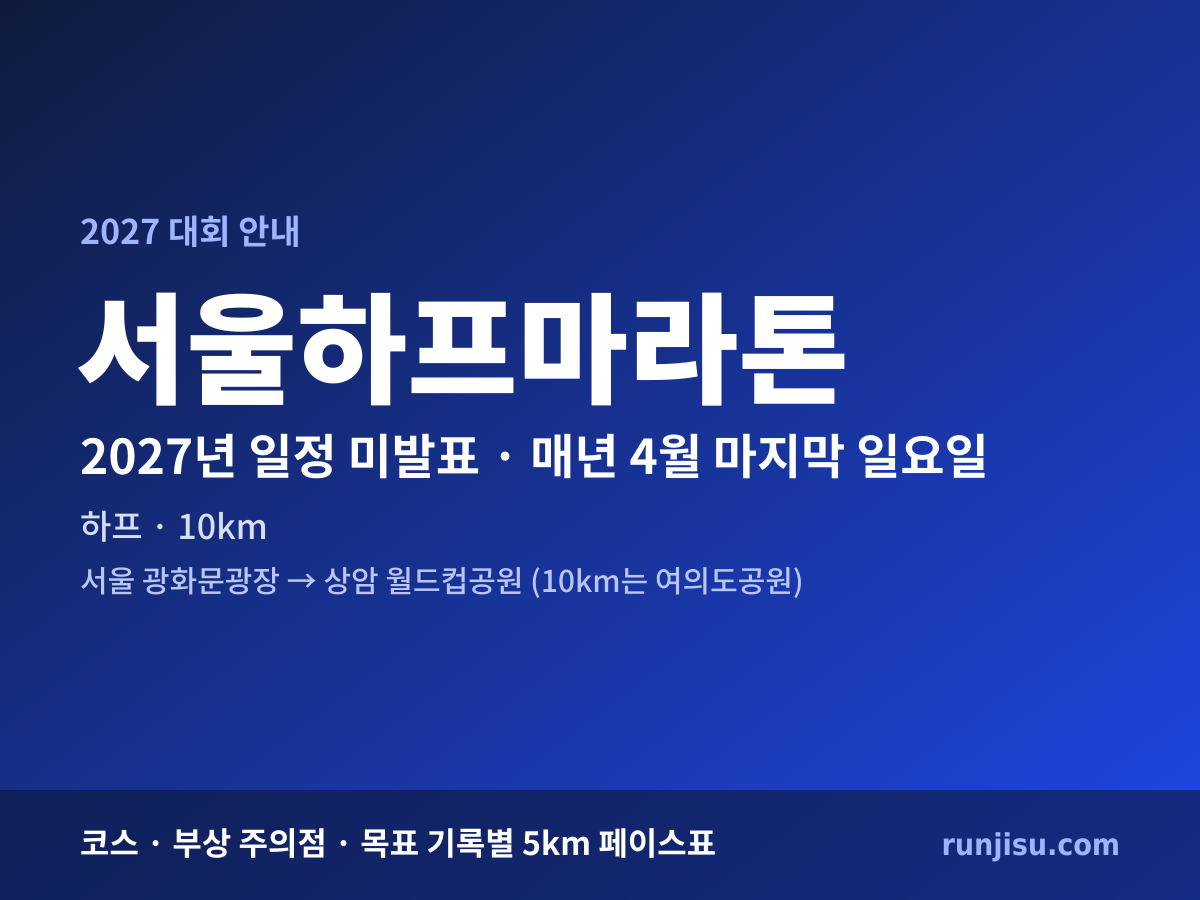 2027 대회 안내
서울하프마라톤
2027년 일정 미발표 · 매년 4월 마지막 일요일
하프 · 10km
서울 광화문광장 → 상암 월드컵공원 (10km는 여의도공원)
코스 · 부상 주의점 · 목표 기록별 5km 페이스표
runjisu.com